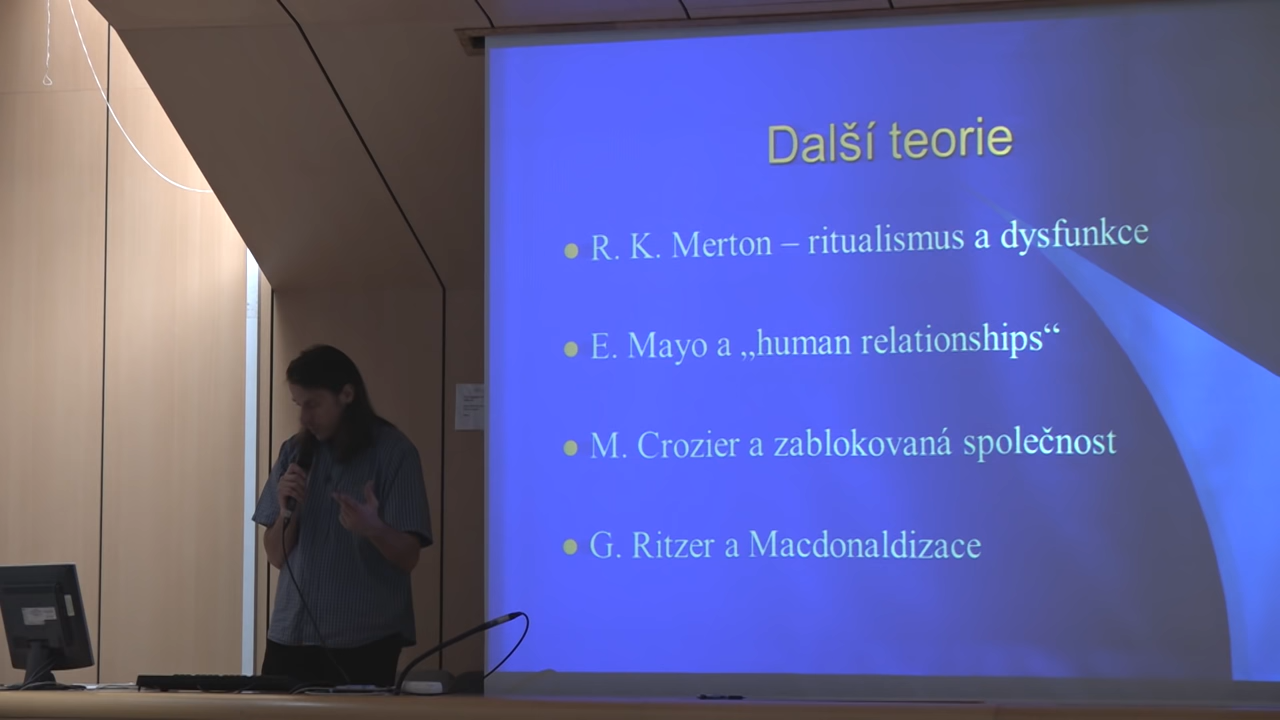 Další teorie
R. K. Merton – ritualismus a dysfunkce
E. Mayo a „human relationships“
M. Crozier a zablokovaná společnost
G. Ritzer a Macdonaldizace